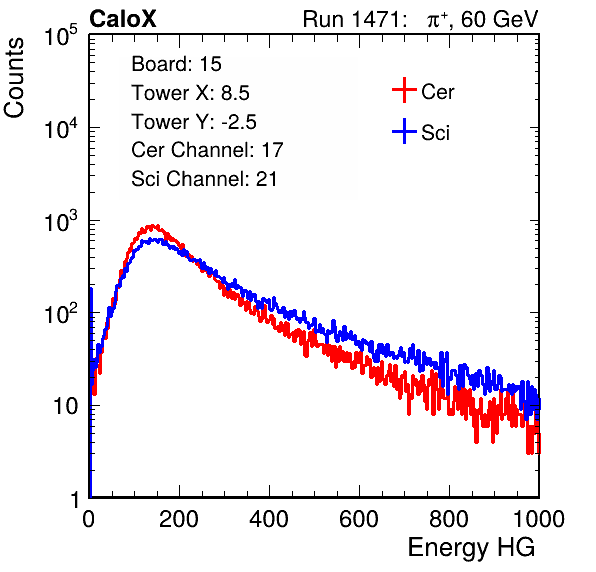 CaloX Run 1471: π⁺, 60 GeV
Counts
10⁵
10⁴
10³
10²
10
1
Board: 15
Tower X: 8.5
Tower Y: -2.5
Cer Channel: 17
Sci Channel: 21
Cer
Sci
0 200 400 600 800 1000
Energy HG